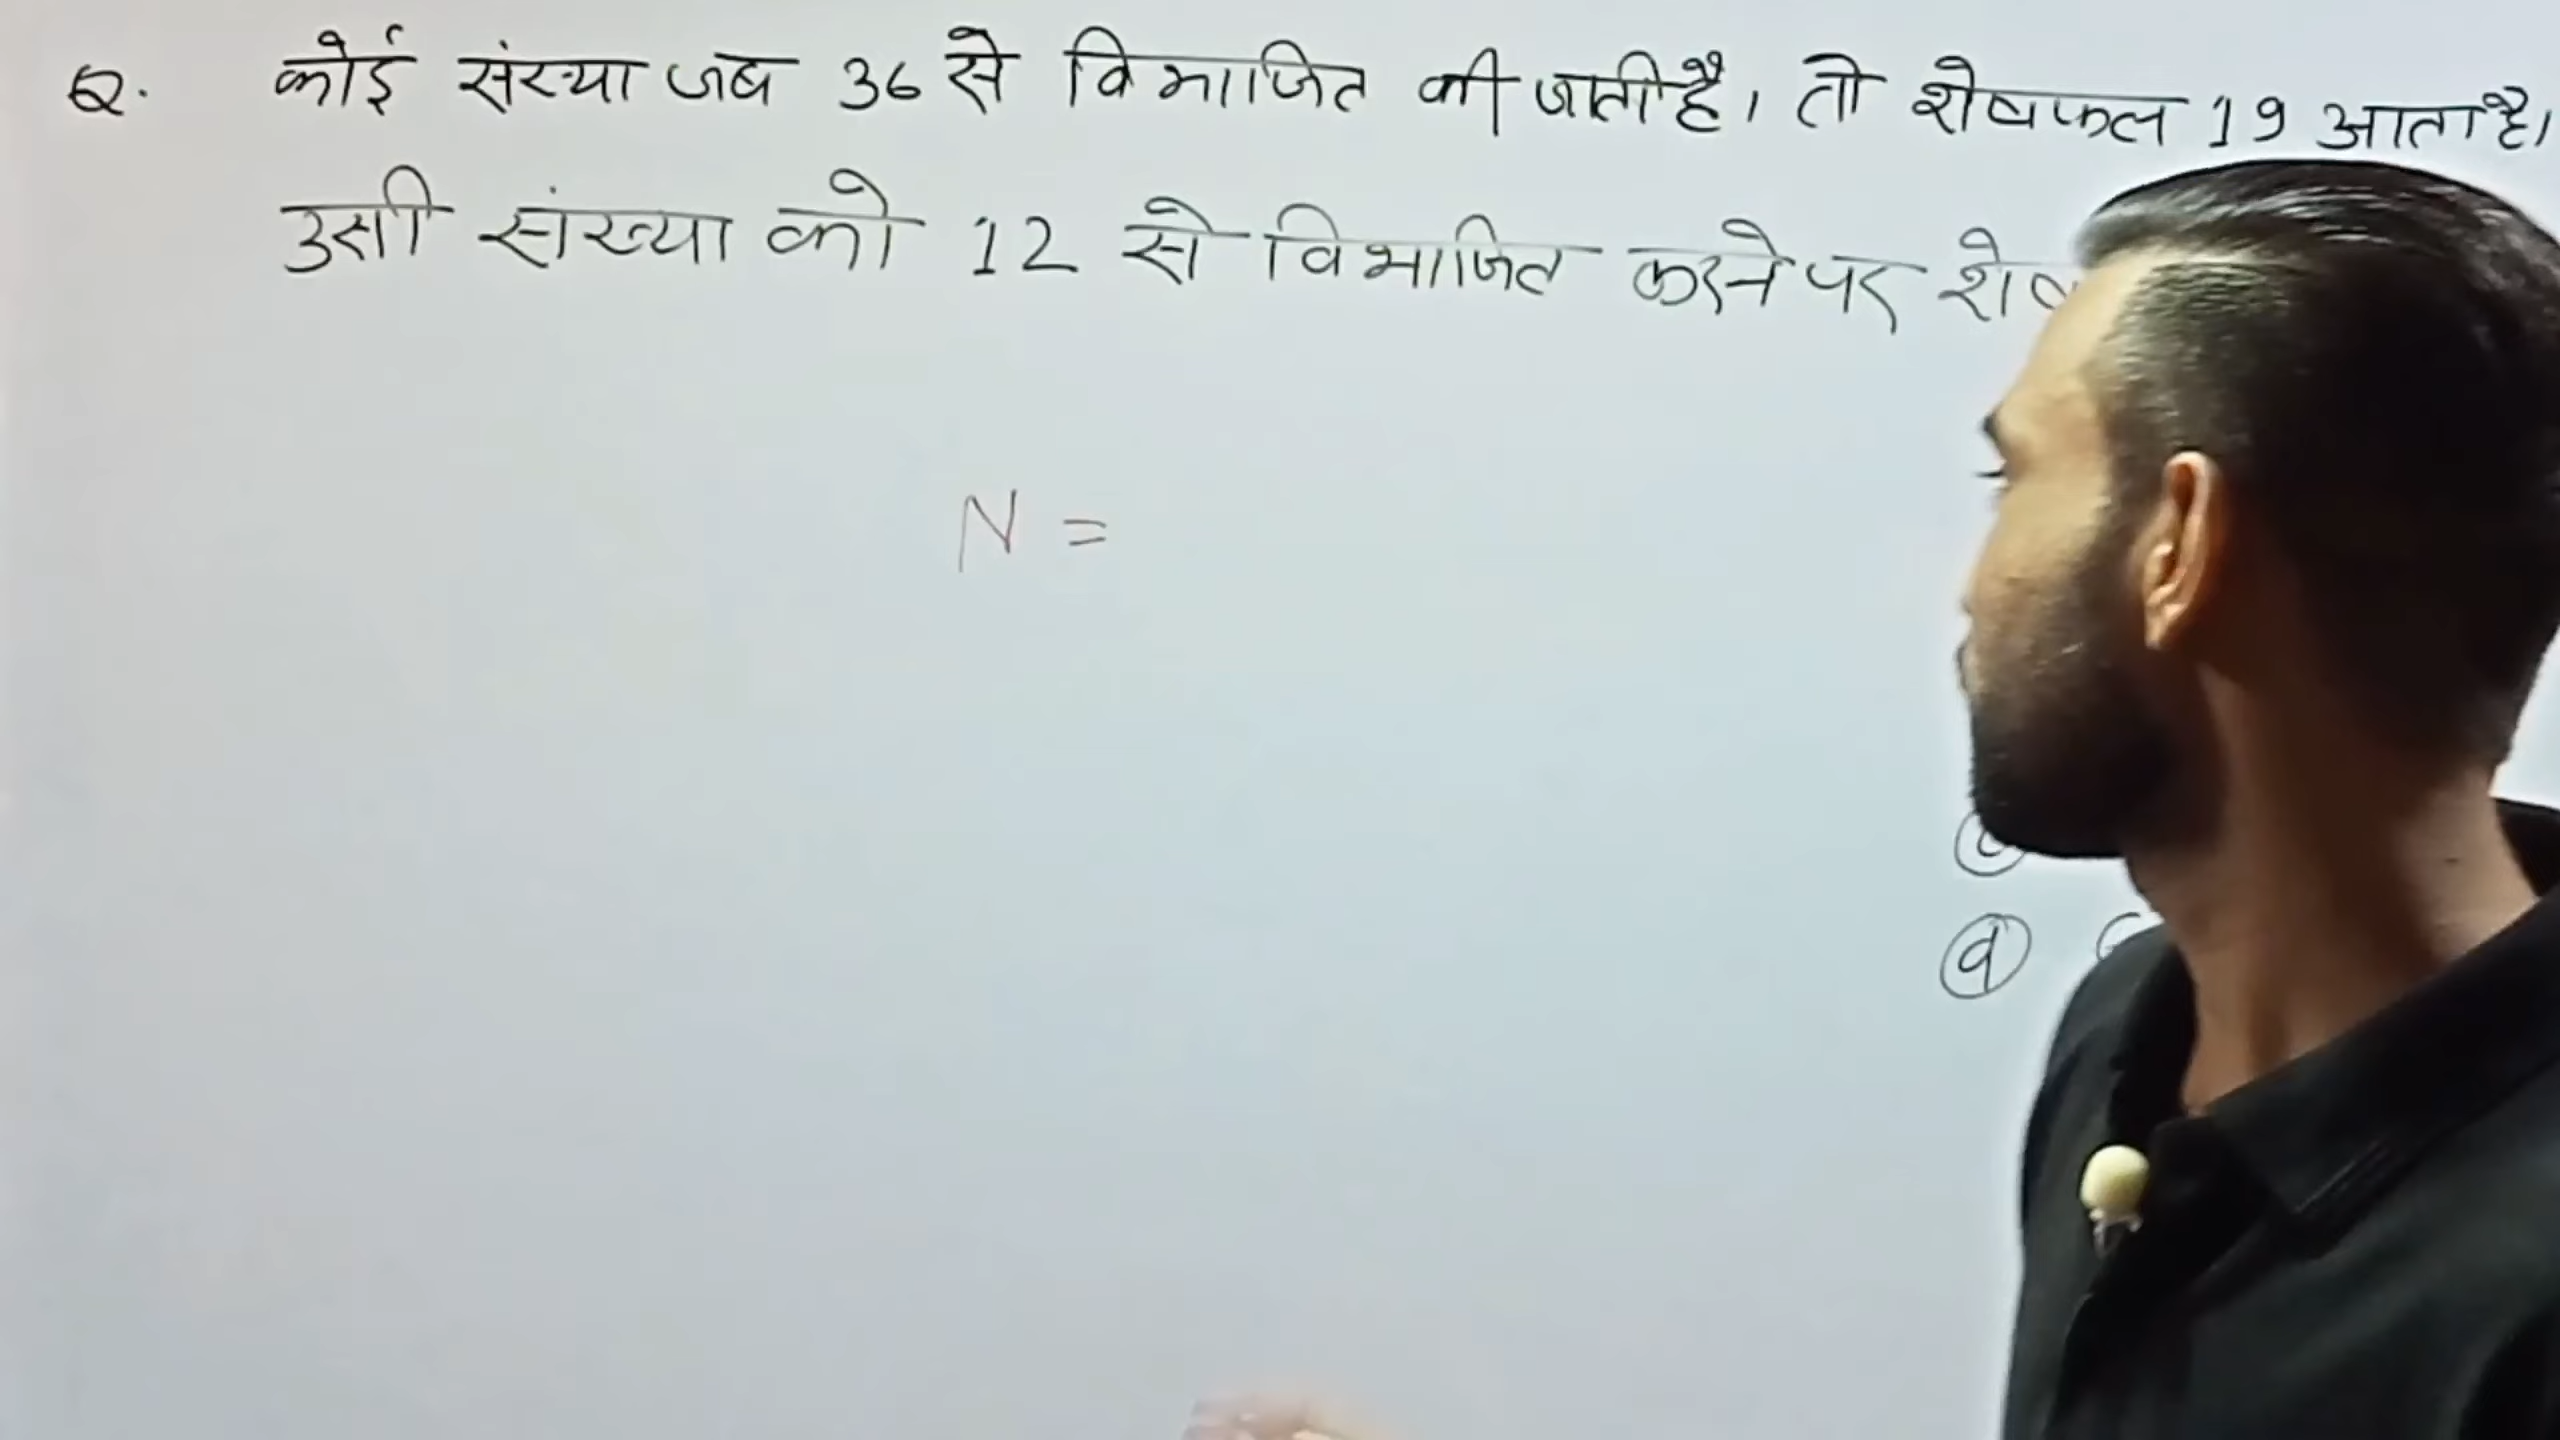 Q. कोई संख्या जब 36 से विभाजित की जाती है। तो शेषफल 19 आता है।
उसी संख्या को 12 से विभाजित करने पर
N =
d